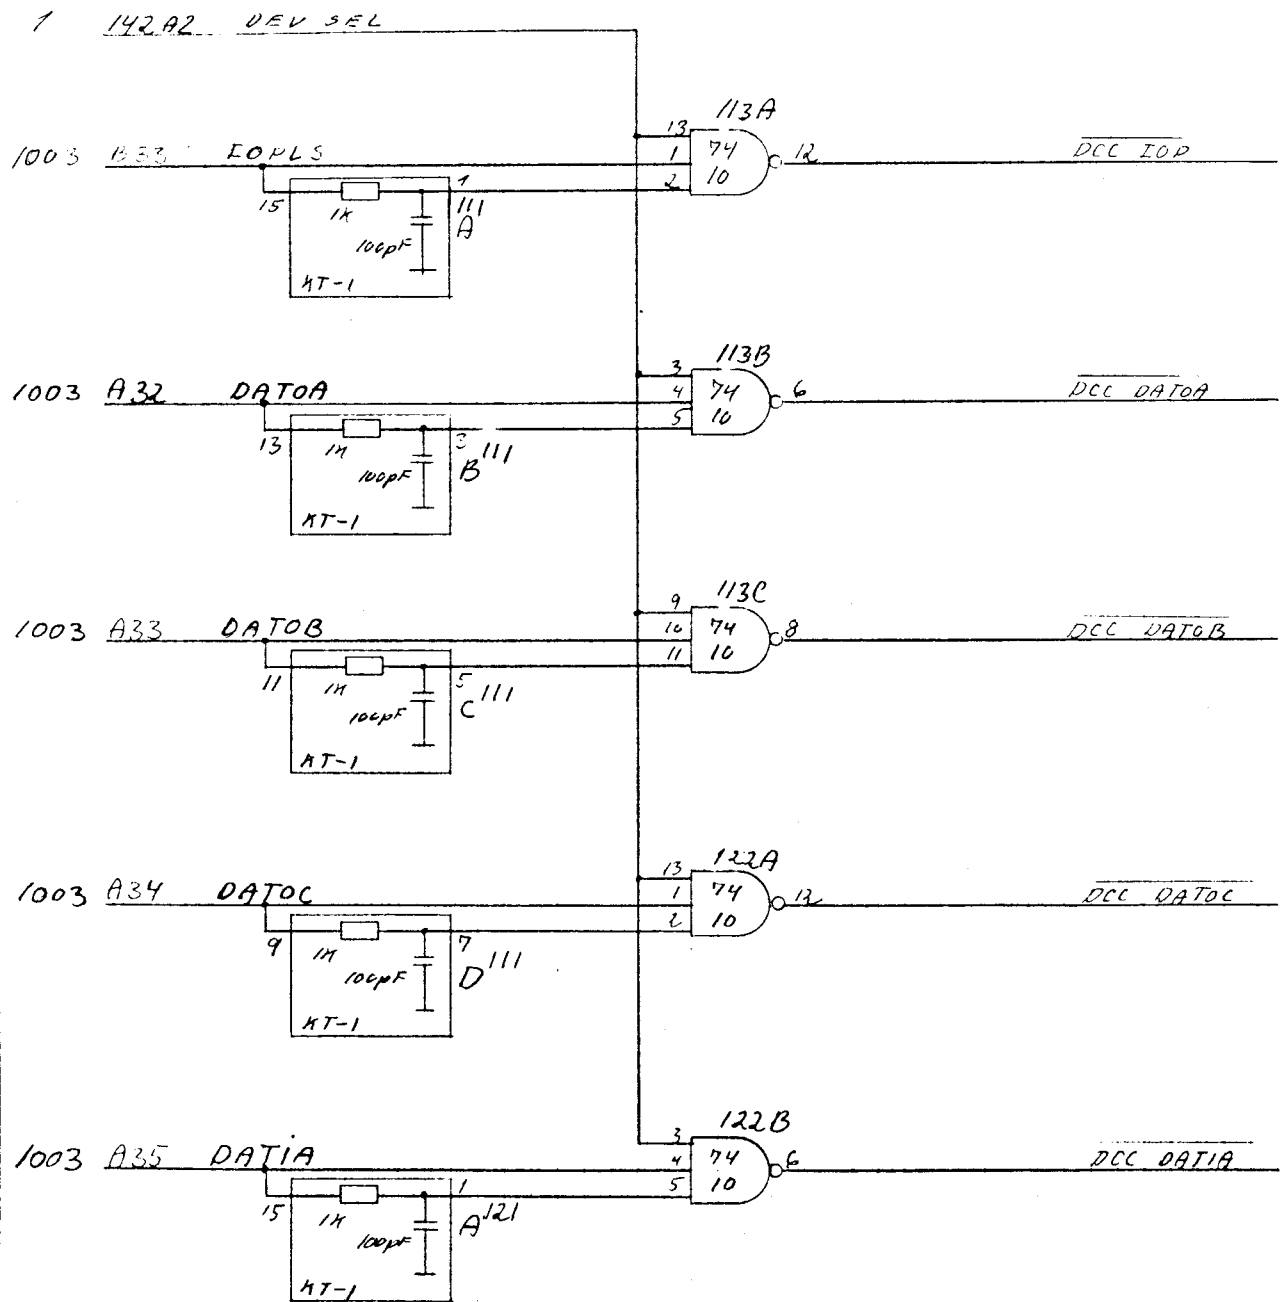 1 142A2 DEV SEL
113A
1003 B33 IOPLS 13 1 2 74 10 12 DCC IOP
15 1K 1 111 A
100pF
KT-1
113B
1003 A32 DATOA 3 4 5 74 10 6 DCC DATOA
13 1K 3 111 B
100pF
KT-1
113C
1003 A33 DATOB 9 10 11 74 10 8 DCC DATOB
11 1K 5 111 C
100pF
KT-1
122A
1003 A34 DATOC 13 1 2 74 10 12 DCC DATOC
9 1K 7 111 D
100pF
KT-1
122B
1003 A35 DATIA 3 4 5 74 10 6 DCC DATIA
15 1K 1 121 A
100pF
KT-1